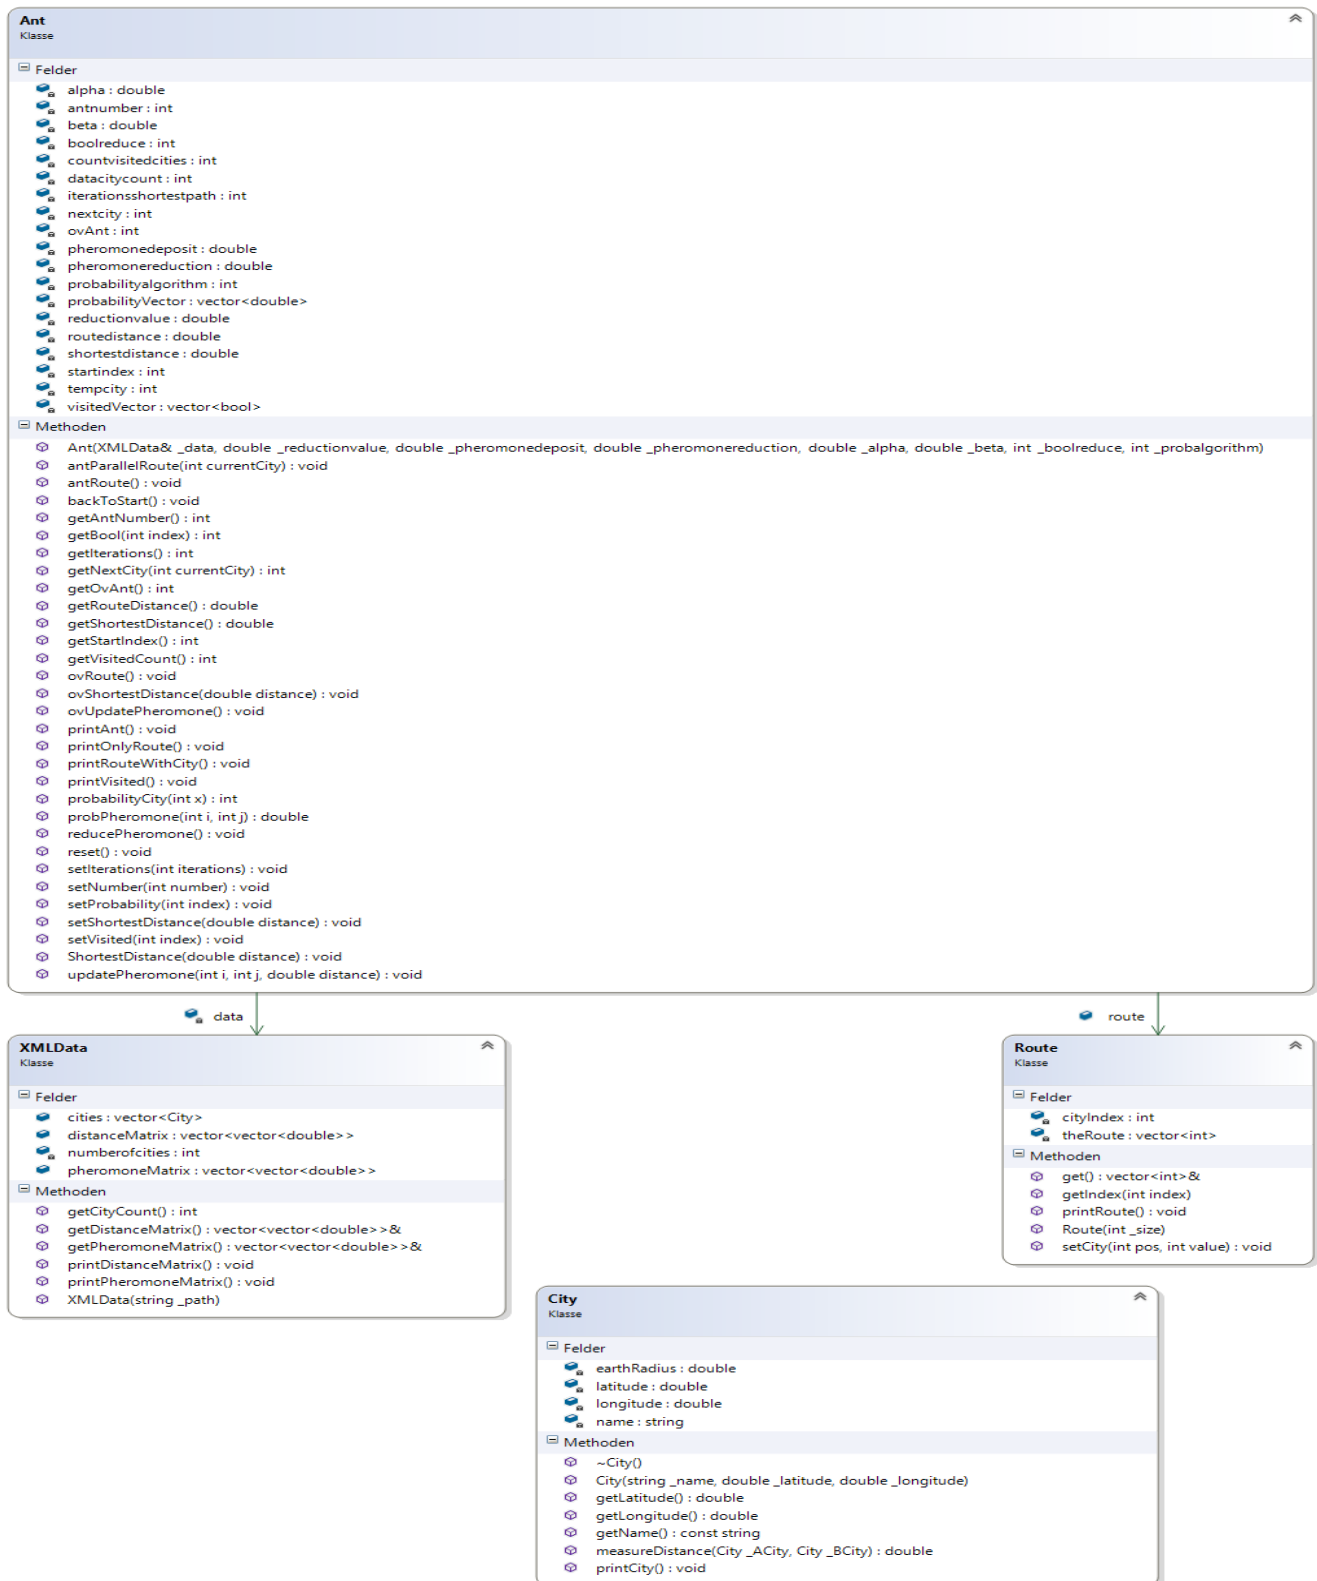 Ant
Klasse
Felder
alpha : double
antnumber : int
beta : double
boolreduce : int
countvisitedcities : int
datacitycount : int
iterationsshortestpath : int
nextcity : int
ovAnt : int
pheromonedeposit : double
pheromonereduction : double
probabilityalgorithm : int
probabilityVector : vector<double>
reductionvalue : double
routedistance : double
shortestdistance : double
startindex : int
tempcity : int
visitedVector : vector<bool>
Methoden
Ant(XMLData& _data, double _reductionvalue, double _pheromonedeposit, double _pheromonereduction, double _alpha, double _beta, int _boolreduce, int _probalgorithm)
antParallelRoute(int currentCity) : void
antRoute() : void
backToStart() : void
getAntNumber() : int
getBool(int index) : int
getIterations() : int
getNextCity(int currentCity) : int
getOvAnt() : int
getRouteDistance() : double
getShortestDistance() : double
getStartIndex() : int
getVisitedCount() : int
ovRoute() : void
ovShortestDistance(double distance) : void
ovUpdatePheromone() : void
printAnt() : void
printOnlyRoute() : void
printRouteWithCity() : void
printVisited() : void
probabilityCity(int x) : int
probPheromone(int i, int j) : double
reducePheromone() : void
reset() : void
setIterations(int iterations) : void
setNumber(int number) : void
setProbability(int index) : void
setShortestDistance(double distance) : void
setVisited(int index) : void
ShortestDistance(double distance) : void
updatePheromone(int i, int j, double distance) : void
data
route
XMLData
Klasse
Felder
cities : vector<City>
distanceMatrix : vector<vector<double>>
numberofcities : int
pheromoneMatrix : vector<vector<double>>
Methoden
getCityCount() : int
getDistanceMatrix() : vector<vector<double>>&
getPheromoneMatrix() : vector<vector<double>>&
printDistanceMatrix() : void
printPheromoneMatrix() : void
XMLData(string _path)
Route
Klasse
Felder
cityIndex : int
theRoute : vector<int>
Methoden
get() : vector<int>&
getIndex(int index)
printRoute() : void
Route(int _size)
setCity(int pos, int value) : void
City
Klasse
Felder
earthRadius : double
latitude : double
longitude : double
name : string
Methoden
~City()
City(string _name, double _latitude, double _longitude)
getLatitude() : double
getLongitude() : double
getName() : const string
measureDistance(City _ACity, City _BCity) : double
printCity() : void